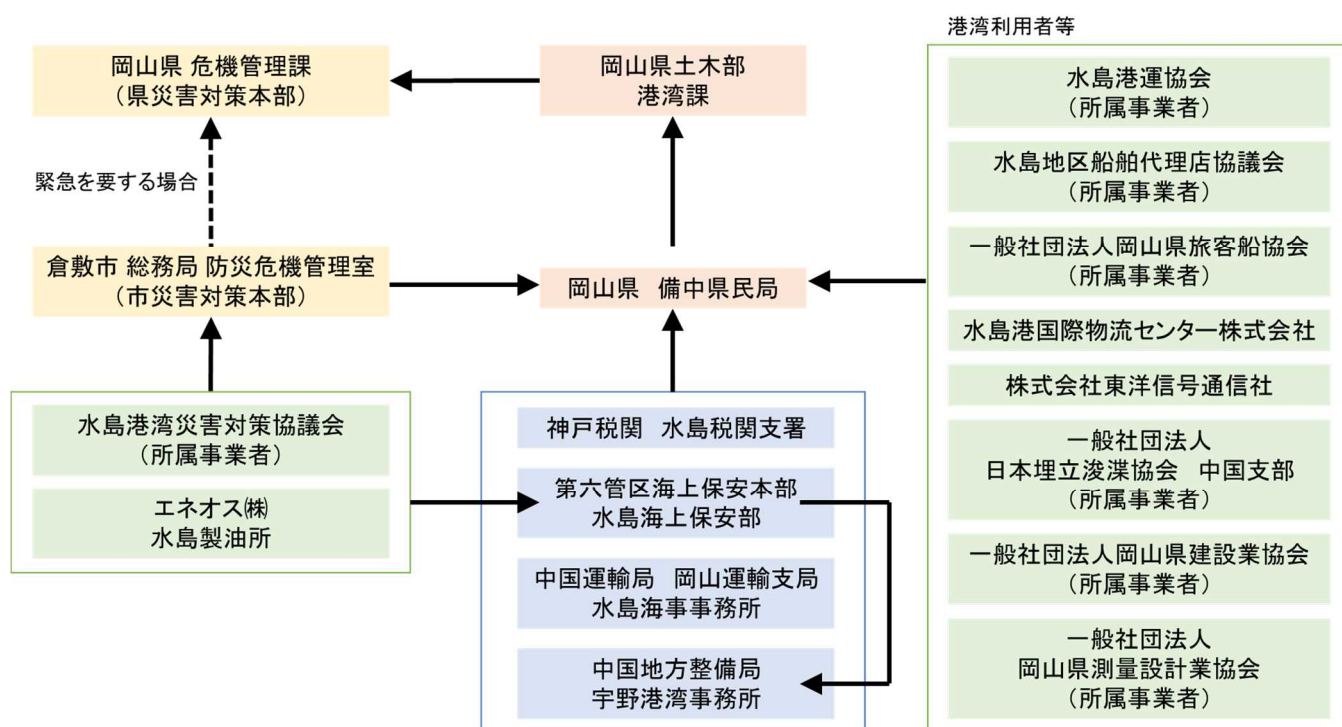 港湾利用者等
岡山県 危機管理課
（県災害対策本部）
岡山県土木部
港湾課
緊急を要する場合
倉敷市 総務局 防災危機管理室
（市災害対策本部）
岡山県　備中県民局
水島港湾災害対策協議会
（所属事業者）
エネオス㈱
水島製油所
神戸税関　水島税関支署
第六管区海上保安本部
水島海上保安部
中国運輸局　岡山運輸支局
水島海事事務所
中国地方整備局
宇野港湾事務所
水島港運協会
（所属事業者）
水島地区船舶代理店協議会
（所属事業者）
一般社団法人岡山県旅客船協会
（所属事業者）
水島港国際物流センター株式会社
株式会社東洋信号通信社
一般社団法人
日本埋立浚渫協会　中国支部
（所属事業者）
一般社団法人岡山県建設業協会
（所属事業者）
一般社団法人
岡山県測量設計業協会
（所属事業者）